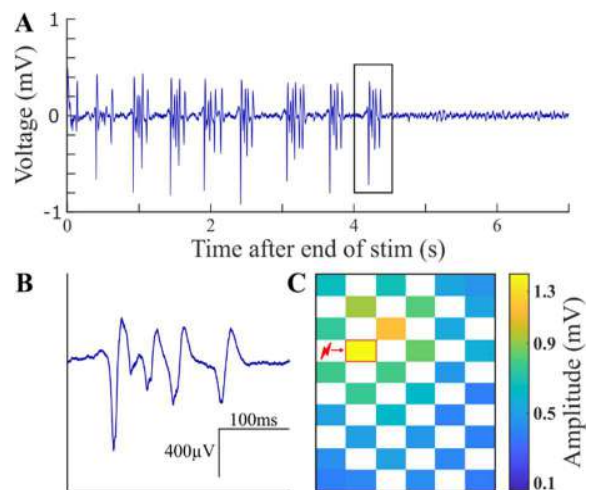 A
1
0
-1
Voltage (mV)
0 2 4 6
Time after end of stim (s)
B
100ms
400µV
C
1.3
0.9
0.5
0.1
Amplitude (mV)